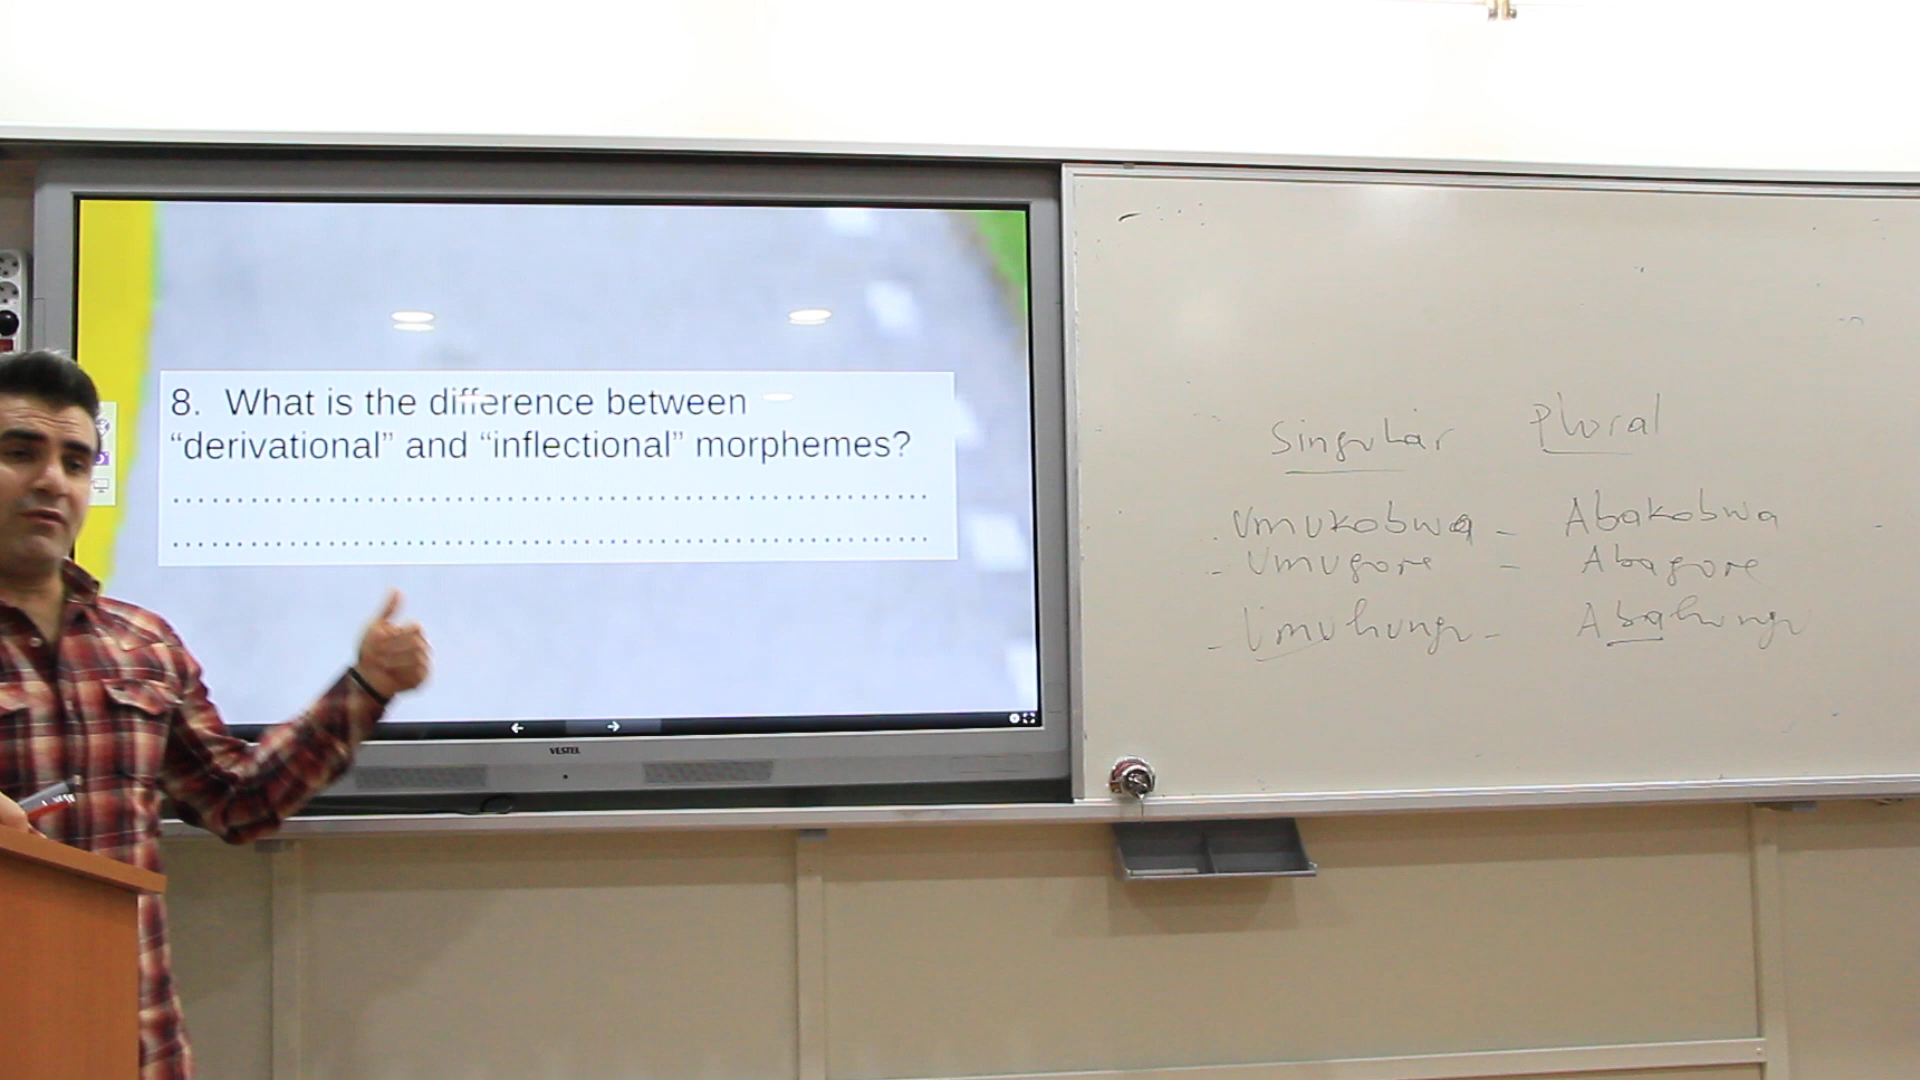 8. What is the difference between
“derivational” and “inflectional” morphemes?
VESTEL
Singular Plural
. Umukobwa - Abakobwa
- Umugore - Abagore
- Umuhungu - Abahungu